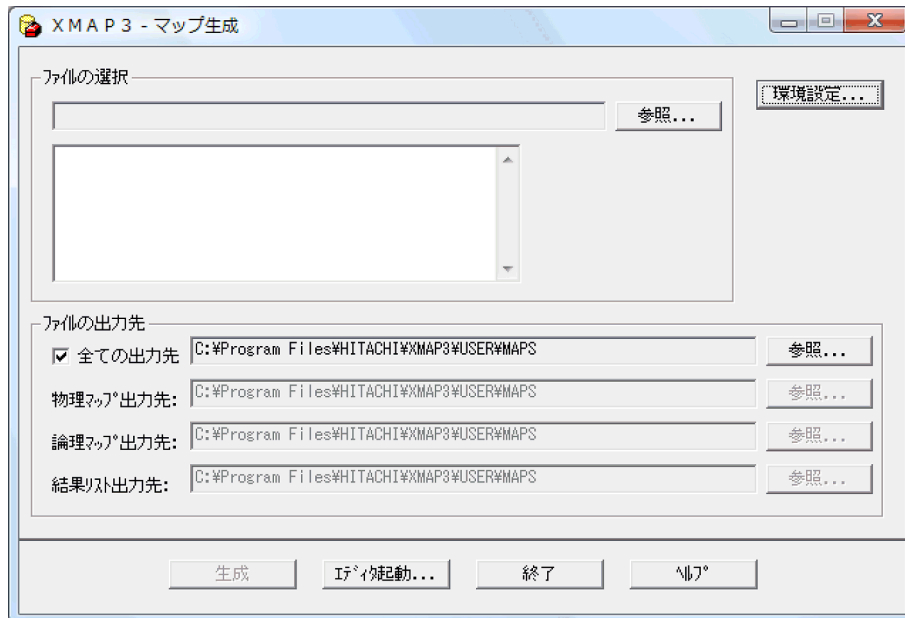 ＸＭＡＰ３－マップ生成
ﾌｧｲﾙの選択
参照...
環境設定...
ﾌｧｲﾙの出力先
全ての出力先 C:¥Program Files¥HITACHI¥XMAP3¥USER¥MAPS 参照...
物理ﾏｯﾌﾟ出力先: C:¥Program Files¥HITACHI¥XMAP3¥USER¥MAPS 参照...
論理ﾏｯﾌﾟ出力先: C:¥Program Files¥HITACHI¥XMAP3¥USER¥MAPS 参照...
結果ﾘｽﾄ出力先: C:¥Program Files¥HITACHI¥XMAP3¥USER¥MAPS 参照...
生成 ｴﾃﾞｨﾀ起動... 終了 ﾍﾙﾌﾟ